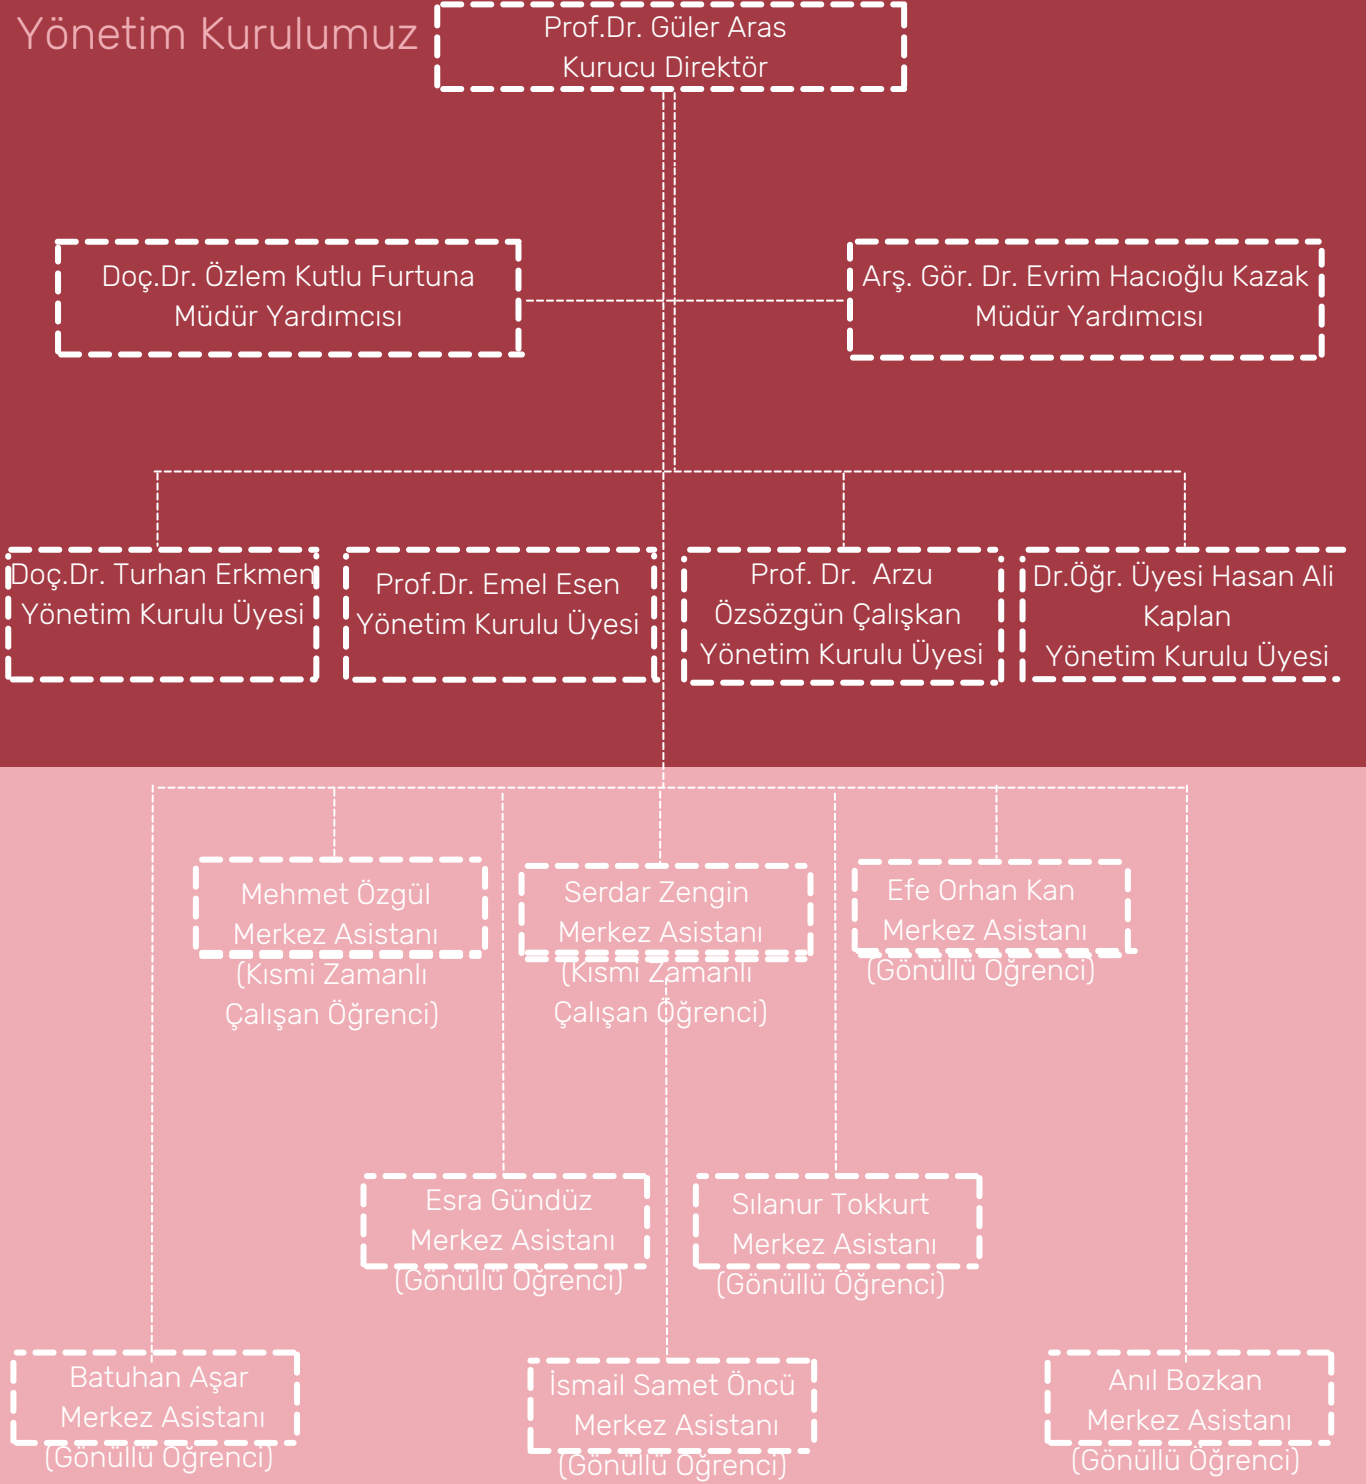 Yönetim Kurulumuz
Prof.Dr. Güler Aras
Kurucu Direktör
Doç.Dr. Özlem Kutlu Furtuna
Müdür Yardımcısı
Arş. Gör. Dr. Evrim Hacıoğlu Kazak
Müdür Yardımcısı
Doç.Dr. Turhan Erkmen
Yönetim Kurulu Üyesi
Prof.Dr. Emel Esen
Yönetim Kurulu Üyesi
Prof. Dr. Arzu
Özsözgün Çalışkan
Yönetim Kurulu Üyesi
Dr.Öğr. Üyesi Hasan Ali
Kaplan
Yönetim Kurulu Üyesi
Mehmet Özgül
Merkez Asistanı
(Kısmi Zamanlı
Çalışan Öğrenci)
Serdar Zengin
Merkez Asistanı
(Kısmi Zamanlı
Çalışan Öğrenci)
Efe Orhan Kan
Merkez Asistanı
(Gönüllü Öğrenci)
Esra Gündüz
Merkez Asistanı
(Gönüllü Öğrenci)
Sılanur Tokkurt
Merkez Asistanı
(Gönüllü Öğrenci)
Batuhan Aşar
Merkez Asistanı
(Gönüllü Öğrenci)
İsmail Samet Öncü
Merkez Asistanı
(Gönüllü Öğrenci)
Anıl Bozkan
Merkez Asistanı
(Gönüllü Öğrenci)